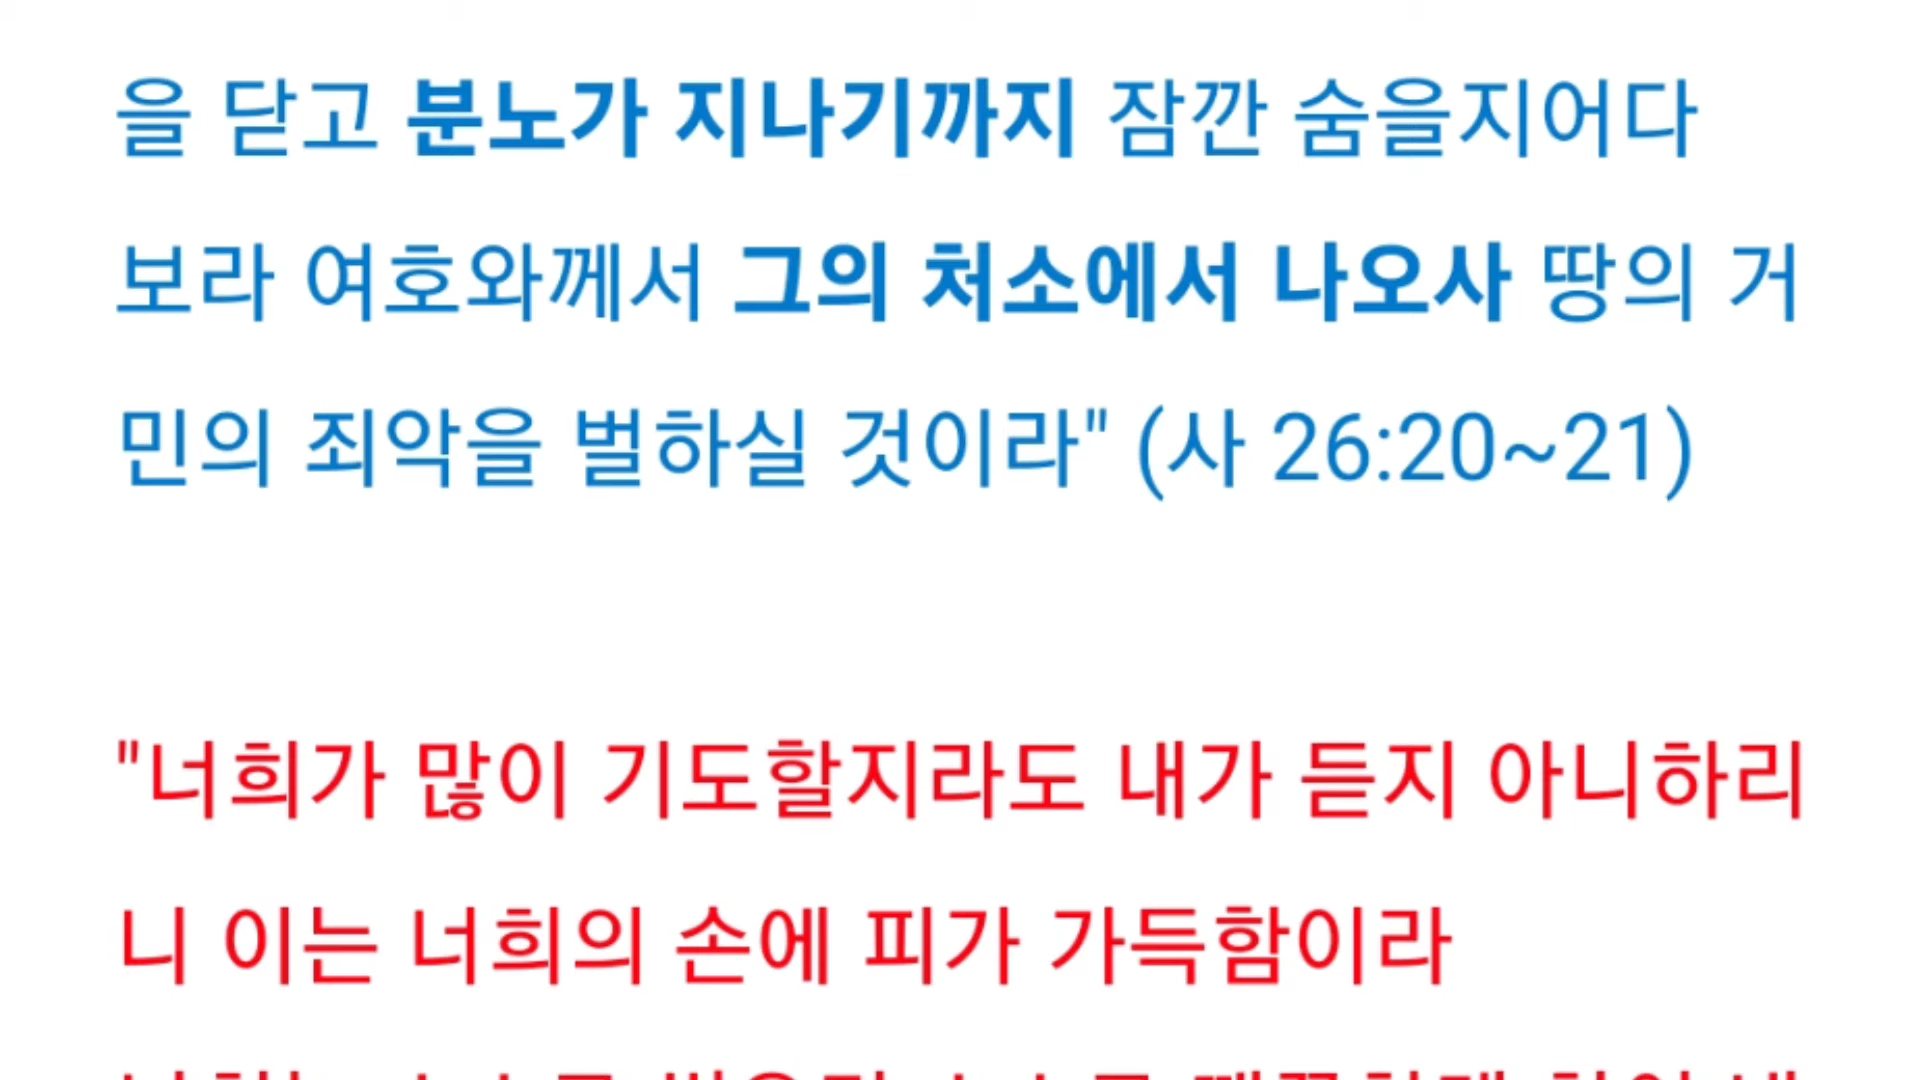 을 닫고 분노가 지나기까지 잠깐 숨을지어다
보라 여호와께서 그의 처소에서 나오사 땅의 거
민의 죄악을 벌하실 것이라" (사 26:20~21)
"너희가 많이 기도할지라도 내가 듣지 아니하리
니 이는 너희의 손에 피가 가득함이라